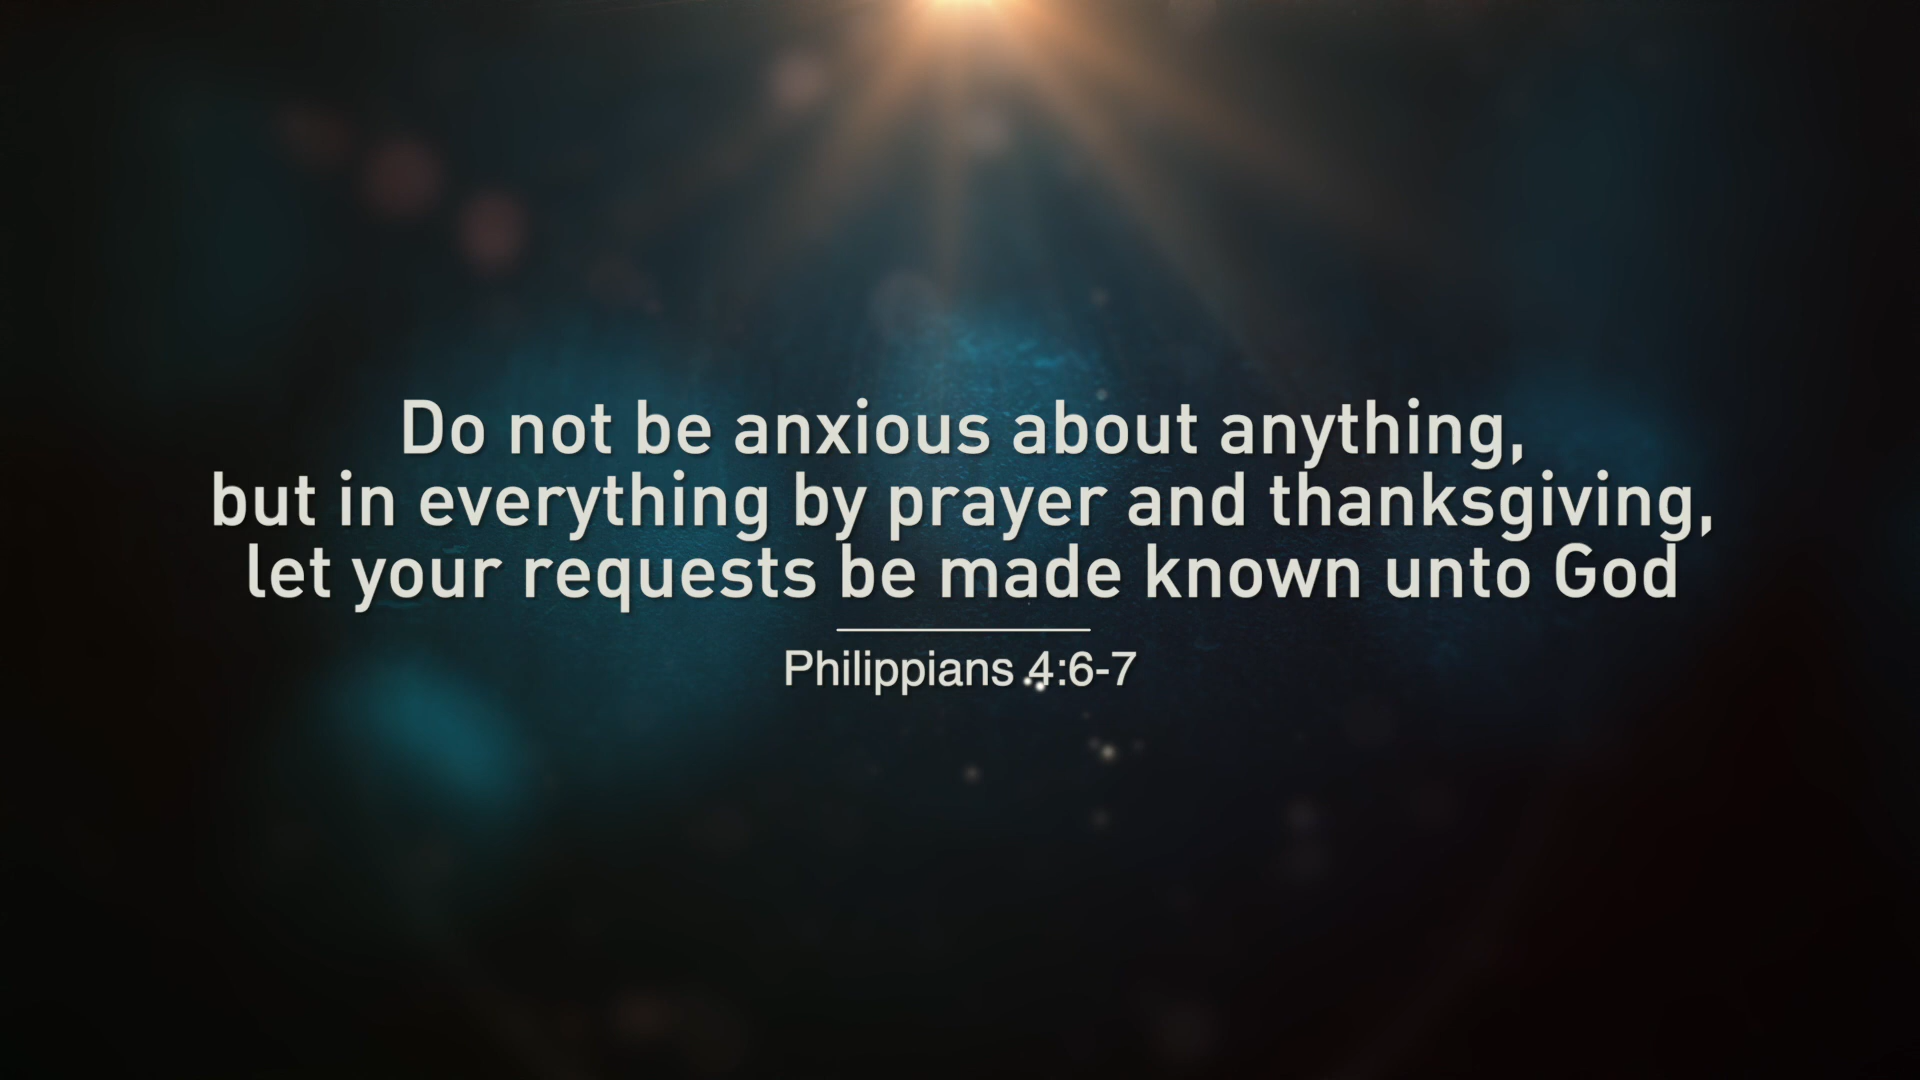 Do not be anxious about anything,
but in everything by prayer and thanksgiving,
let your requests be made known unto God
Philippians 4:6-7